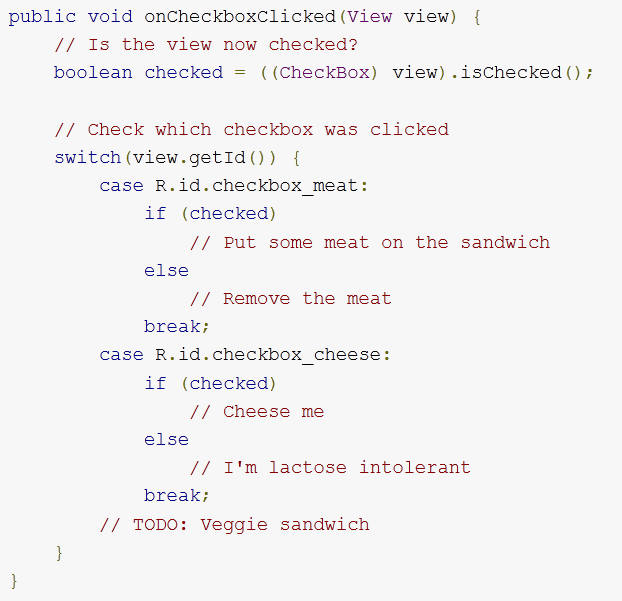 public void onCheckboxClicked(View view) {
    // Is the view now checked?
    boolean checked = ((CheckBox) view).isChecked();

    // Check which checkbox was clicked
    switch(view.getId()) {
        case R.id.checkbox_meat:
            if (checked)
                // Put some meat on the sandwich
            else
                // Remove the meat
            break;
        case R.id.checkbox_cheese:
            if (checked)
                // Cheese me
            else
                // I'm lactose intolerant
            break;
        // TODO: Veggie sandwich
    }
}